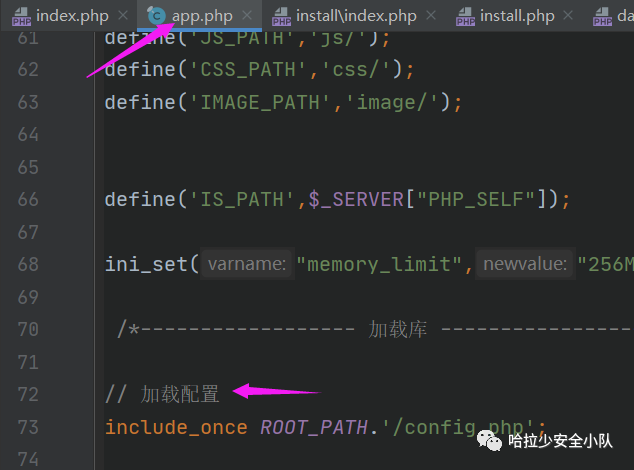 index.php app.php install\index.php install.php da
61 define('JS_PATH','js/');
62 define('CSS_PATH','css/');
63 define('IMAGE_PATH','image/');
64
65
66 define('IS_PATH',$_SERVER["PHP_SELF"]);
67
68 ini_set( varname: "memory_limit", newvalue: "256M
69
70 /*------------------ 加载库 ----------------
71
72 // 加载配置
73 include_once ROOT_PATH.'/config.php';
74
哈拉少安全小队